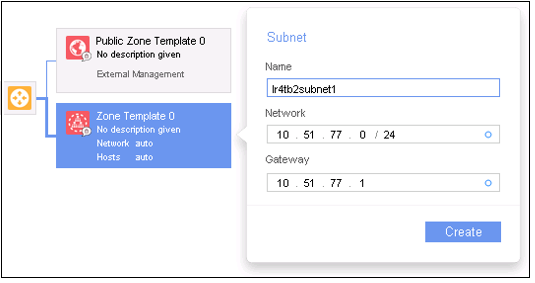 Public Zone Template 0
No description given
External Management
Zone Template 0
No description given
Network auto
Hosts auto
Subnet
Name
lr4tb2subnet1
Network
10 . 51 . 77 . 0 / 24
Gateway
10 . 51 . 77 . 1
Create